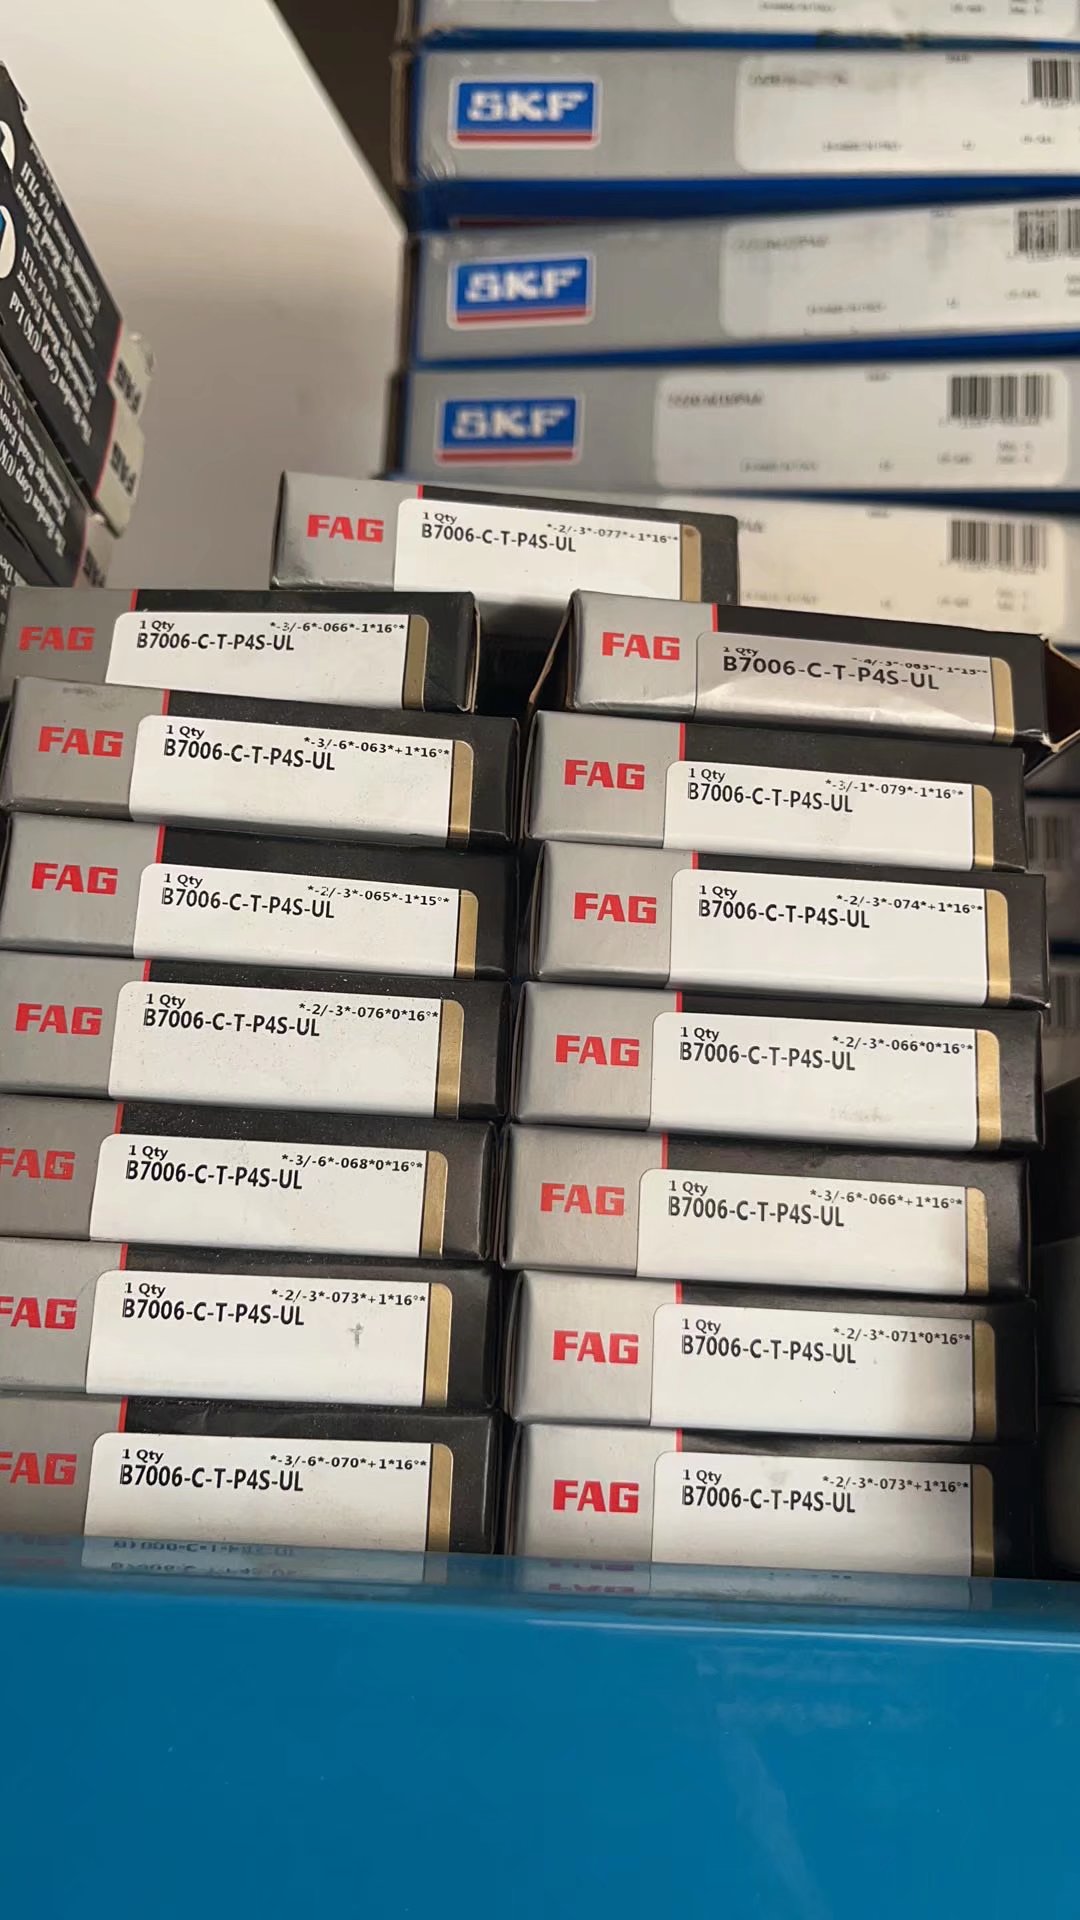 SKF
SKF
SKF
FAG
1 Qty
*-2/-3*-077*+1*16°*
B7006-C-T-P4S-UL
FAG
1 Qty
*-3/-6*-066*-1*16°*
B7006-C-T-P4S-UL
FAG
1 Qty
B7006-C-T-P4S-UL
FAG
1 Qty
*-3/-6*-063*+1*16°*
B7006-C-T-P4S-UL
FAG
1 Qty
*-3/-1*-079*-1*16°*
B7006-C-T-P4S-UL
FAG
1 Qty
*-2/-3*-065*-1*15°*
B7006-C-T-P4S-UL
FAG
1 Qty
*-2/-3*-074*+1*16°*
B7006-C-T-P4S-UL
FAG
1 Qty
*-2/-3*-076*0*16°*
B7006-C-T-P4S-UL
FAG
1 Qty
*-2/-3*-066*0*16°*
B7006-C-T-P4S-UL
FAG
1 Qty
*-3/-6*-068*0*16°*
B7006-C-T-P4S-UL
FAG
1 Qty
*-3/-6*-066*+1*16°*
B7006-C-T-P4S-UL
FAG
1 Qty
*-2/-3*-073*+1*16°*
B7006-C-T-P4S-UL
FAG
1 Qty
*-2/-3*-071*0*16°*
B7006-C-T-P4S-UL
FAG
1 Qty
*-3/-6*-070*+1*16°*
B7006-C-T-P4S-UL
FAG
1 Qty
*-2/-3*-073*+1*16°*
B7006-C-T-P4S-UL
FAG
FAG